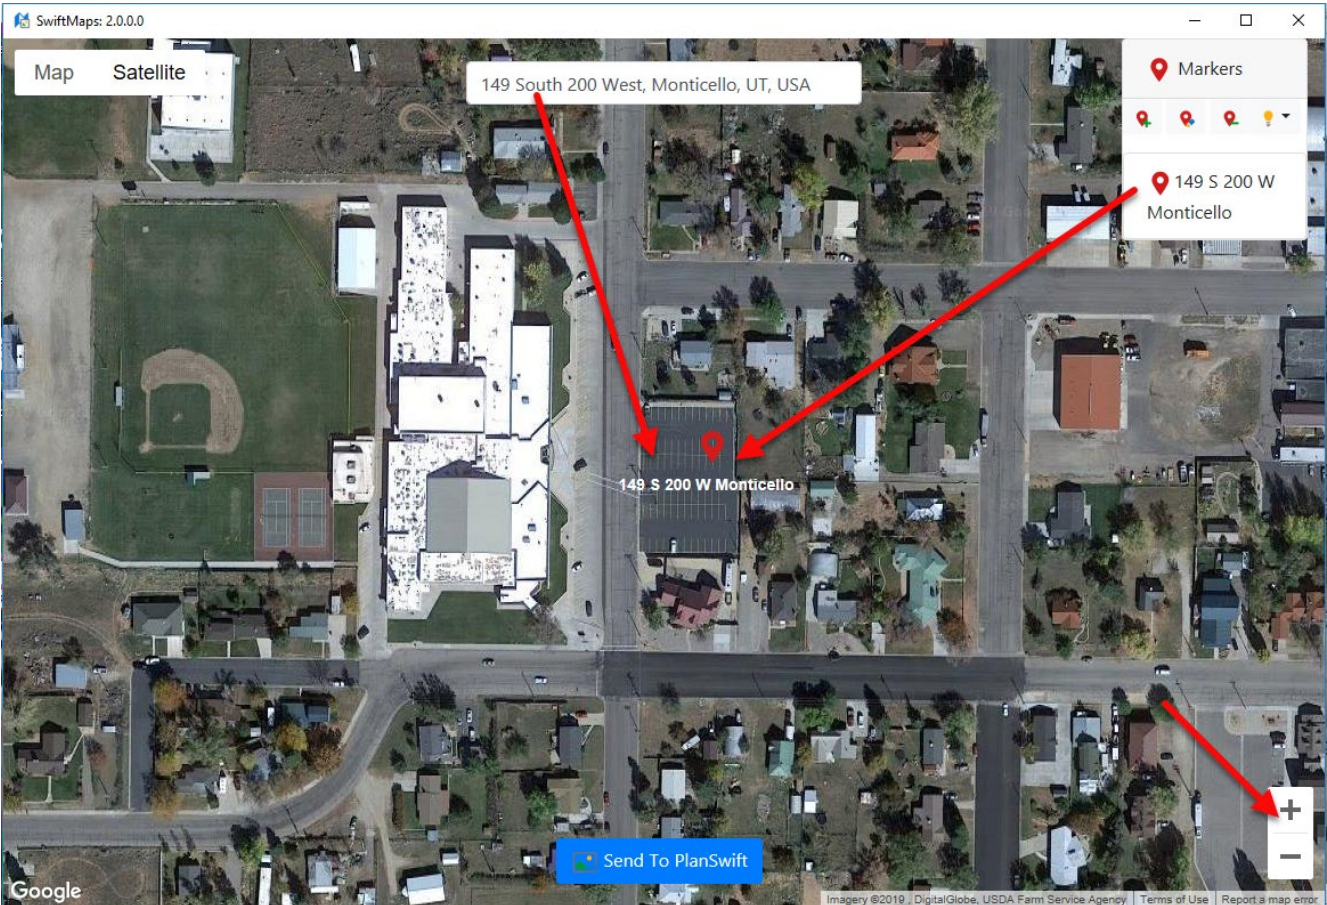 SwiftMaps: 2.0.0.0
Map Satellite
149 South 200 West, Monticello, UT, USA
Markers
149 S 200 W
Monticello
149 S 200 W Monticello
Send To PlanSwift
Google
Imagery ©2019 , DigitalGlobe, USDA Farm Service Agency Terms of Use Report a map error